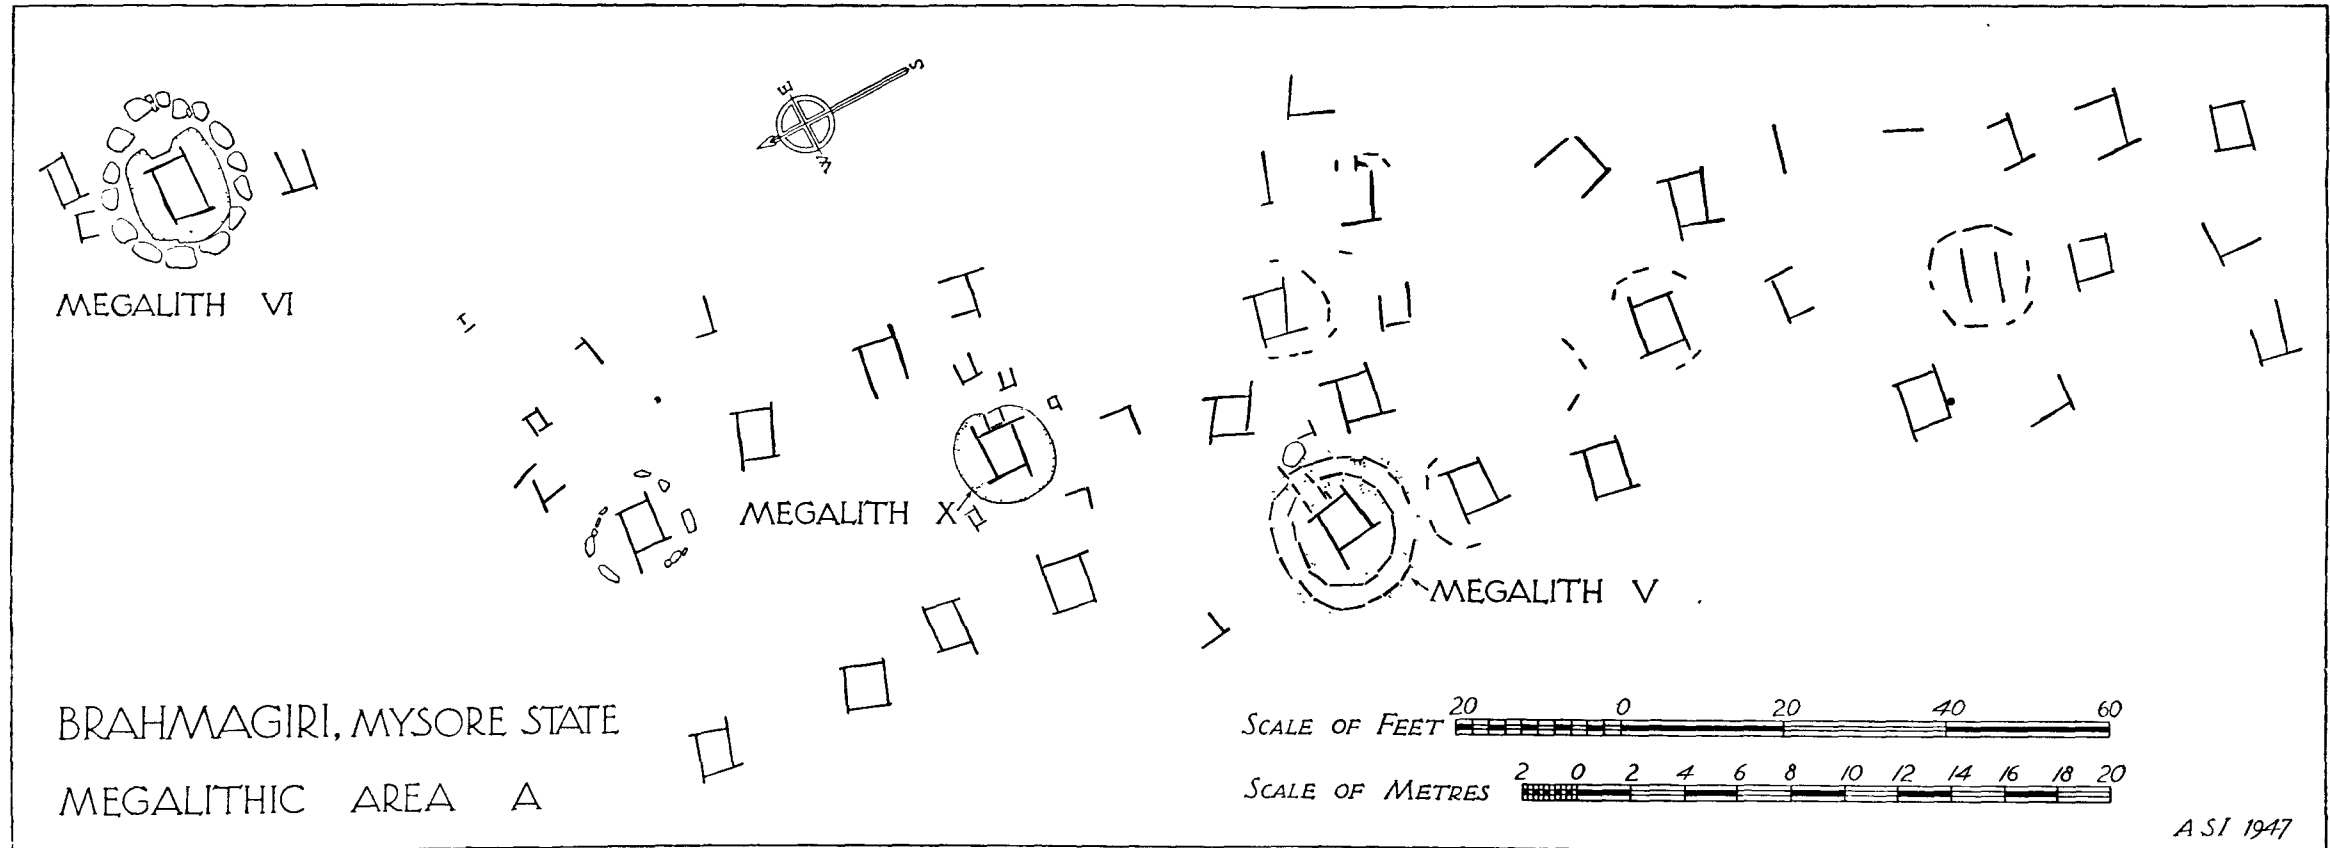 E
S
W
MEGALITH VI
MEGALITH X
MEGALITH V
BRAHMAGIRI, MYSORE STATE
MEGALITHIC AREA A
SCALE OF FEET 20 0 20 40 60
SCALE OF METRES 2 0 2 4 6 8 10 12 14 16 18 20
ASI 1947